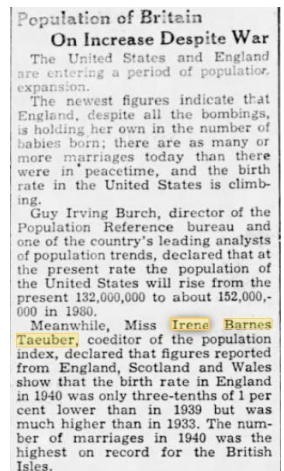 Population of Britain
On Increase Despite War
The United States and England
are entering a period of population
expansion.
The newest figures indicate that
England, despite all the bombings,
is holding her own in the number of
babies born; there are as many or
more marriages today than there
were in peacetime, and the birth
rate in the United States is climb-
ing.
Guy Irving Burch, director of the
Population Reference bureau and
one of the country's leading analysts
of population trends, declared that at
the present rate the population of
the United States will rise from the
present 132,000,000 to about 152,000,-
000 in 1980.
Meanwhile, Miss Irene Barnes
Taeuber, coeditor of the population
index, declared that figures reported
from England, Scotland and Wales
show that the birth rate in England
in 1940 was only three-tenths of 1 per
cent lower than in 1939 but was
much higher than in 1933. The num-
ber of marriages in 1940 was the
highest on record for the British
Isles.